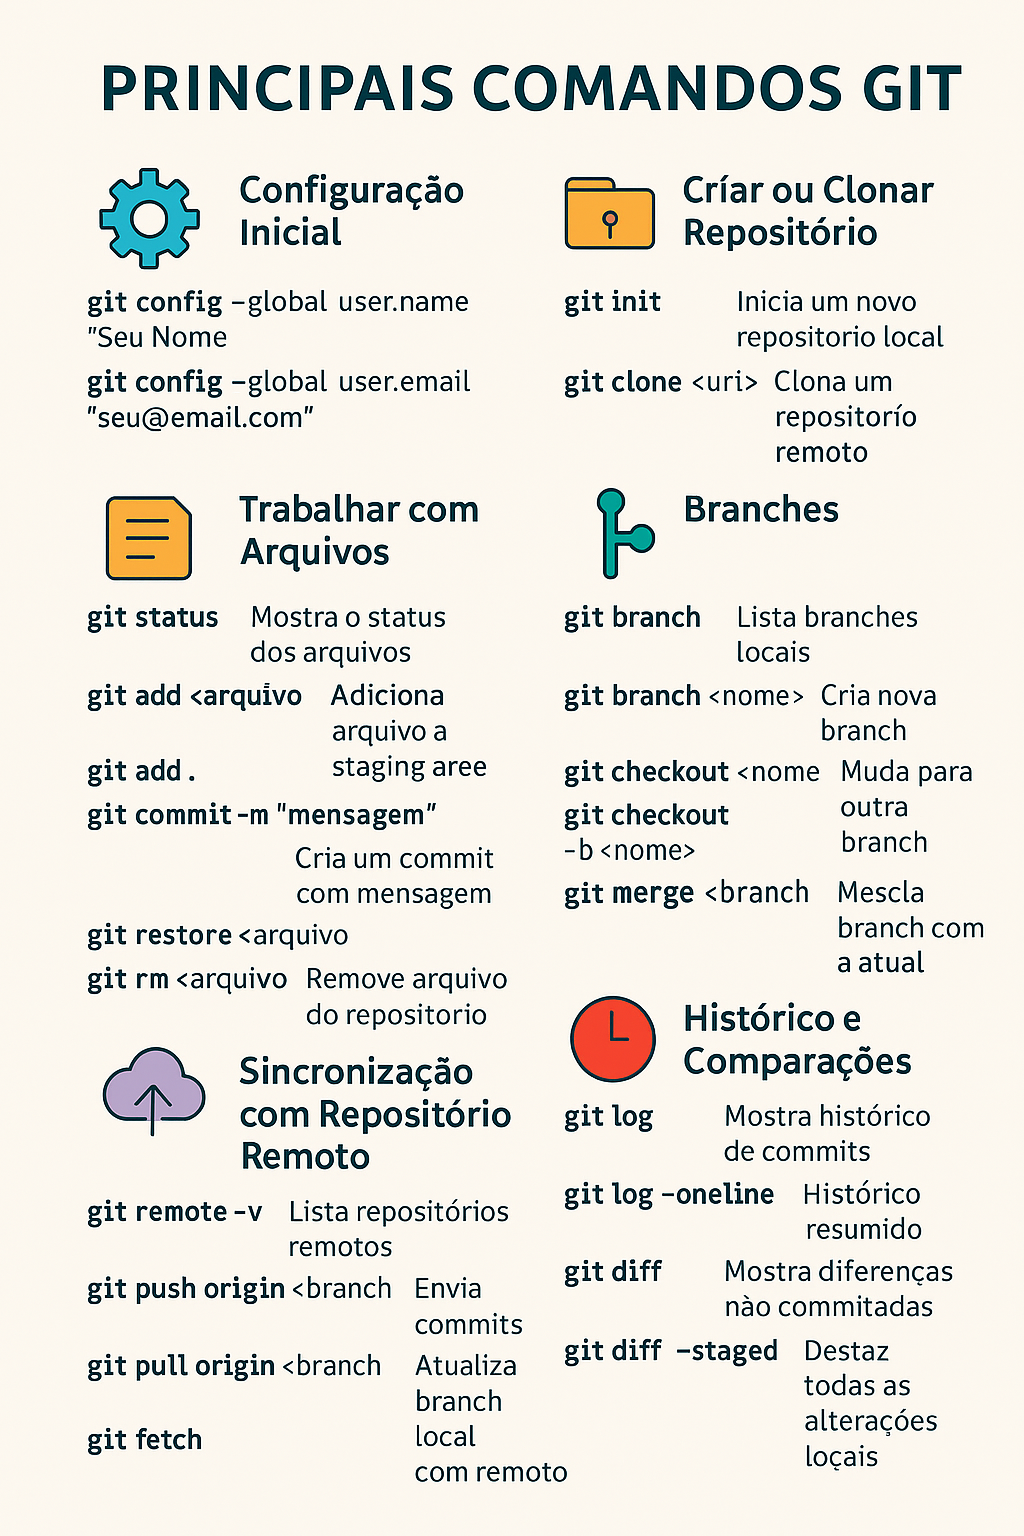 PRINCIPAIS COMANDOS GIT
Configuração
Inicial
git config –global user.name
"Seu Nome
git config –global user.email
"seu@email.com"
Críar ou Clonar
Repositório
git init Inicia um novo
repositorio local
git clone <uri> Clona um
repositorío
remoto
Trabalhar com
Arquivos
git status Mostra o status
dos arquivos
git add <arquivo Adiciona
arquivo a
staging aree
git add .
git commit –m "mensagem"
Cria um commit
com mensagem
git restore <arquivo
git rm <arquivo Remove arquivo
do repositorio
Branches
git branch Lista branches
locais
git branch <nome> Cria nova
branch
git checkout <nome Muda para
outra
branch
git checkout
–b <nome>
git merge <branch Mescla
branch com
a atual
Sincronização
com Repositório
Remoto
git remote –v Lista repositórios
remotos
git push origin <branch Envia
commits
git pull origin <branch Atualiza
branch
local
com remoto
git fetch
Histórico e
Comparações
git log Mostra histórico
de commits
git log –oneline Histórico
resumido
git diff Mostra diferenças
nào commitadas
git diff –staged Destaz
todas as
alteraçóes
loçais